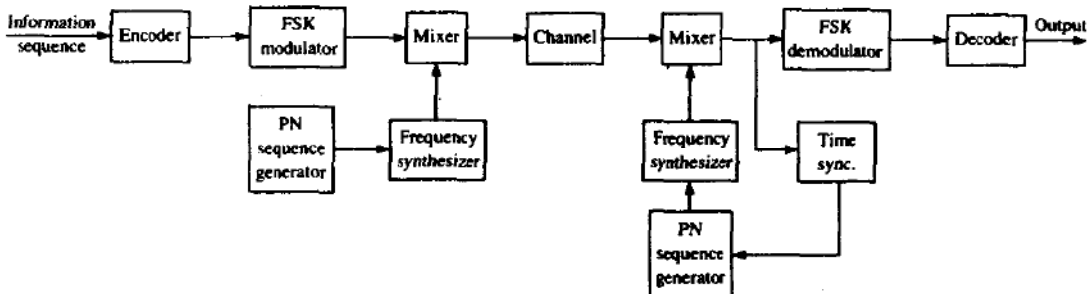 Information
sequence
Encoder
FSK
modulator
Mixer
Channel
Mixer
FSK
demodulator
Decoder
Output
PN
sequence
generator
Frequency
synthesizer
Frequency
synthesizer
Time
sync.
PN
sequence
generator